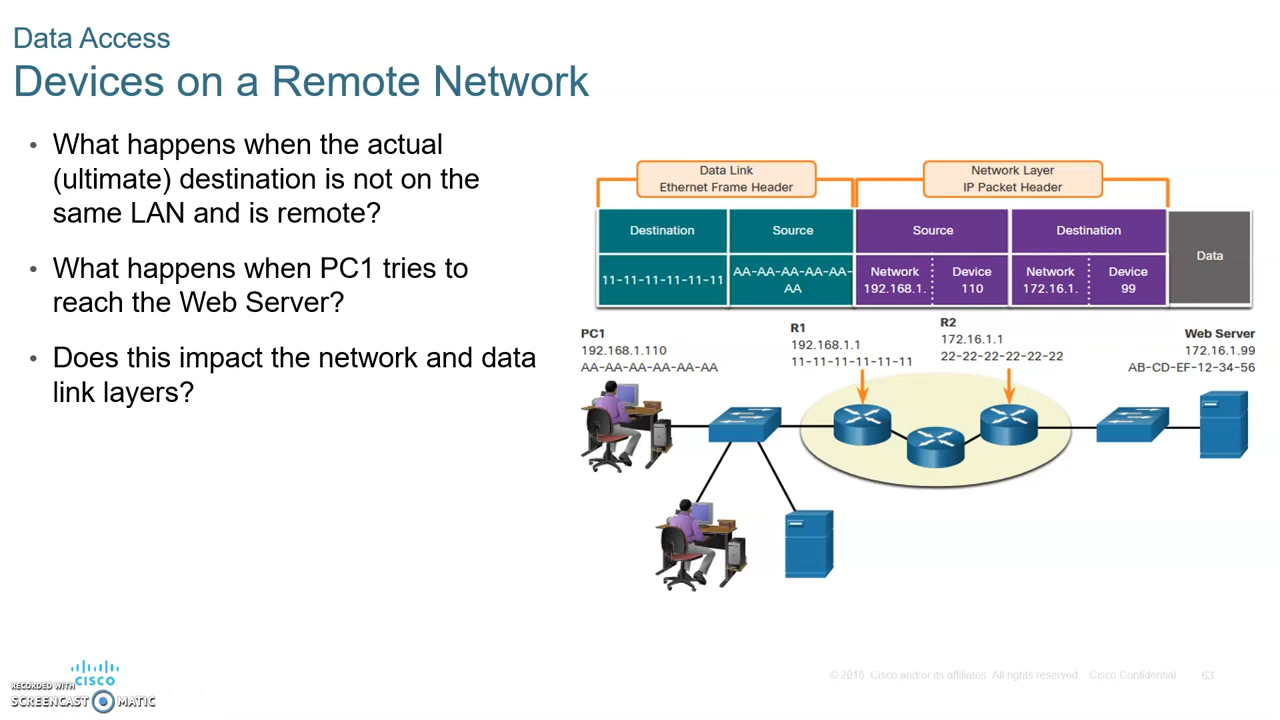 Data Access
Devices on a Remote Network
• What happens when the actual
(ultimate) destination is not on the
same LAN and is remote?
• What happens when PC1 tries to
reach the Web Server?
• Does this impact the network and data
link layers?
Data Link
Ethernet Frame Header
Network Layer
IP Packet Header
Destination
Source
Source
Destination
Data
11-11-11-11-11-11
AA-AA-AA-AA-AA-
AA
Network
192.168.1.
Device
110
Network
172.16.1.
Device
99
PC1
192.168.1.110
AA-AA-AA-AA-AA-AA
R1
192.168.1.1
11-11-11-11-11-11
R2
172.16.1.1
22-22-22-22-22-22
Web Server
172.16.1.99
AB-CD-EF-12-34-56
CISCO
RECORDED WITH
SCREENCAST MATIC
© 2016 Cisco and/or its affiliates. All rights reserved. Cisco Confidential
63